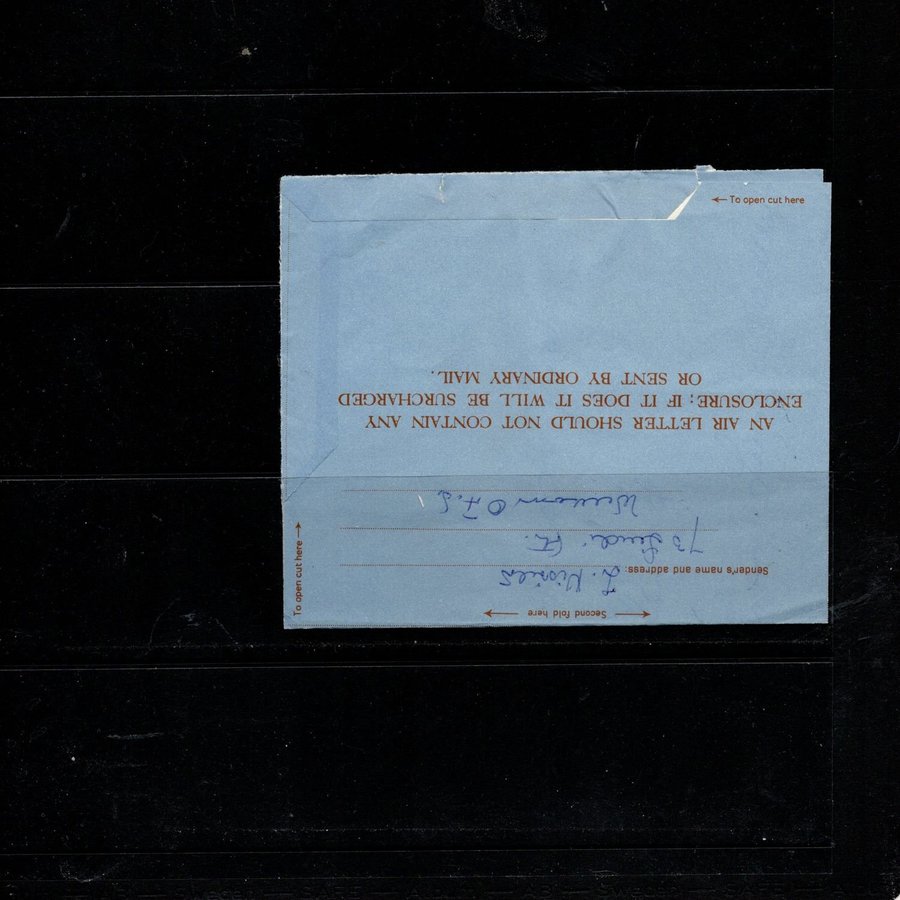 ← To open cut here
AN AIR LETTER SHOULD NOT CONTAIN ANY
ENCLOSURE; IF IT DOES IT WILL BE SURCHARGED
OR SENT BY ORDINARY MAIL.
To open cut here →
Second fold here
Sender's name and address: L.
73
O.F.S.